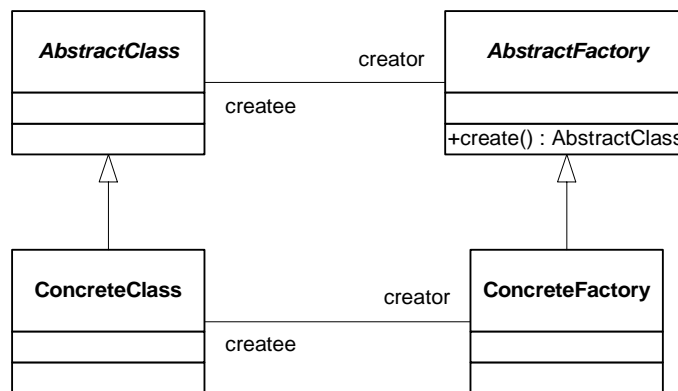 AbstractClass
AbstractFactory
creator
createe
+create() : AbstractClass
ConcreteClass
ConcreteFactory
creator
createe